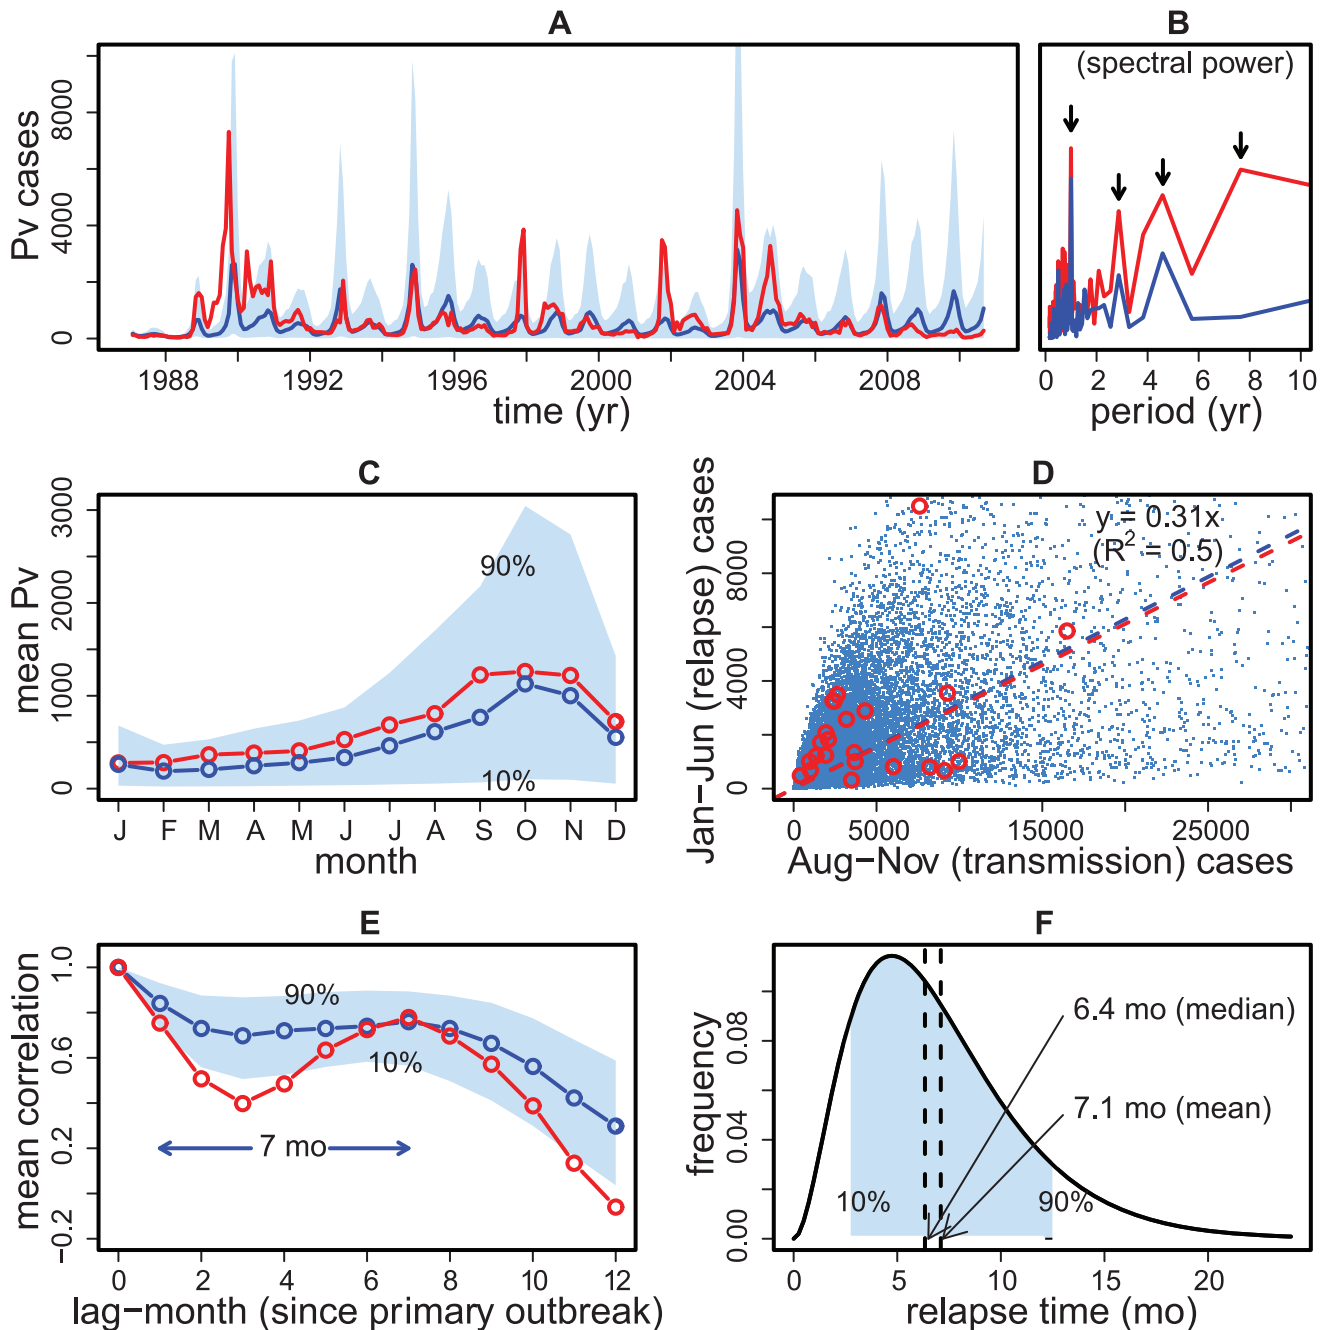 A
Pv cases
0
4000
8000
1988
1992
1996
2000
2004
2008
time (yr)
B
(spectral power)
0
2
4
6
8
10
period (yr)
C
mean Pv
0
1000
2000
3000
90%
10%
J
F
M
A
M
J
J
A
S
O
N
D
month
D
Jan−Jun (relapse) cases
0
4000
8000
y = 0.31x
(R² = 0.5)
0
5000
15000
25000
Aug−Nov (transmission) cases
E
mean correlation
−0.2
0.2
0.6
1.0
90%
10%
7 mo
0
2
4
6
8
10
12
lag−month (since primary outbreak)
F
frequency
0.00
0.04
0.08
6.4 mo (median)
7.1 mo (mean)
10%
90%
0
5
10
15
20
relapse time (mo)